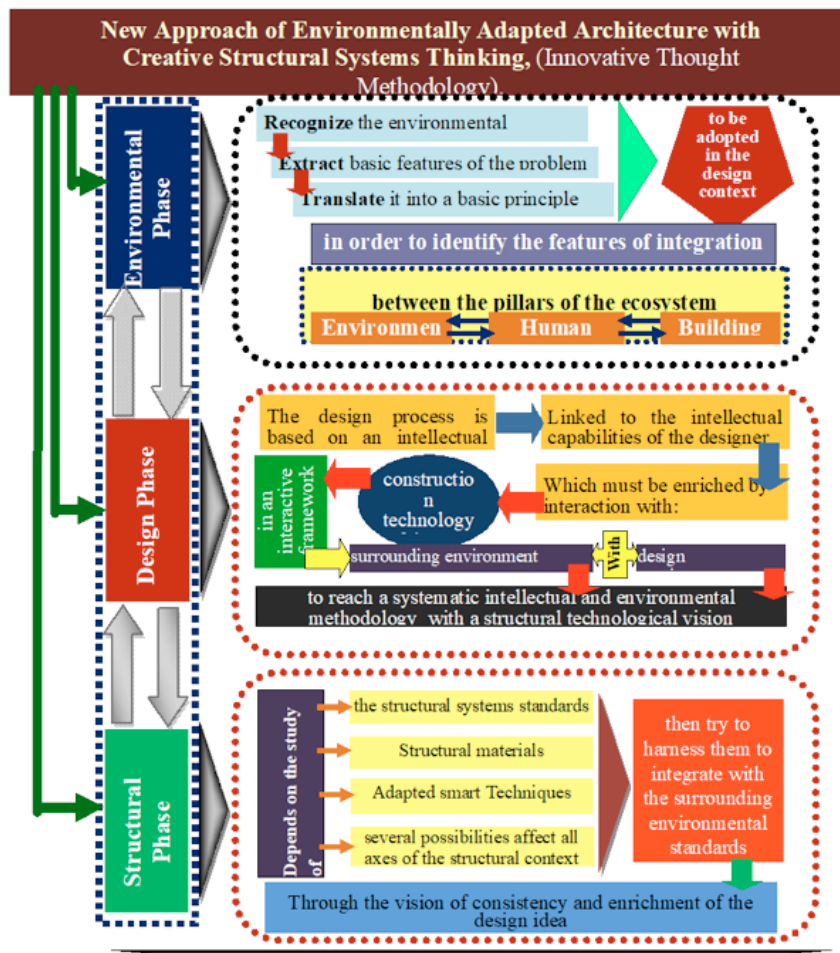 New Approach of Environmentally Adapted Architecture with
Creative Structural Systems Thinking, (Innovative Thought
Methodology).
Environmental
Phase
Recognize the environmental
Extract basic features of the problem
Translate it into a basic principle
to be
adopted
in the
design
context
in order to identify the features of integration
between the pillars of the ecosystem
Environmen
Human
Building
Design Phase
The design process is
based on an intellectual
Linked to the intellectual
capabilities of the designer
Which must be enriched by
interaction with:
constructio
n
technology
in an
interactive
framework
surrounding environment
With
design
to reach a systematic intellectual and environmental
methodology with a structural technological vision
Structural
Phase
Depends on the study
of
the structural systems standards
Structural materials
Adapted smart Techniques
several possibilities affect all
axes of the structural context
then try to
harness them to
integrate with
the surrounding
environmental
standards
Through the vision of consistency and enrichment of the
design idea